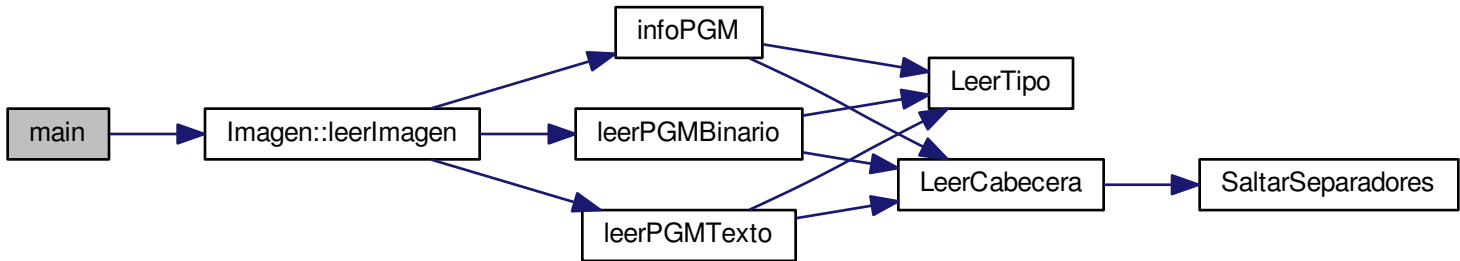 main
Imagen::leerImagen
infoPGM
leerPGMBinario
leerPGMTexto
LeerTipo
LeerCabecera
SaltarSeparadores